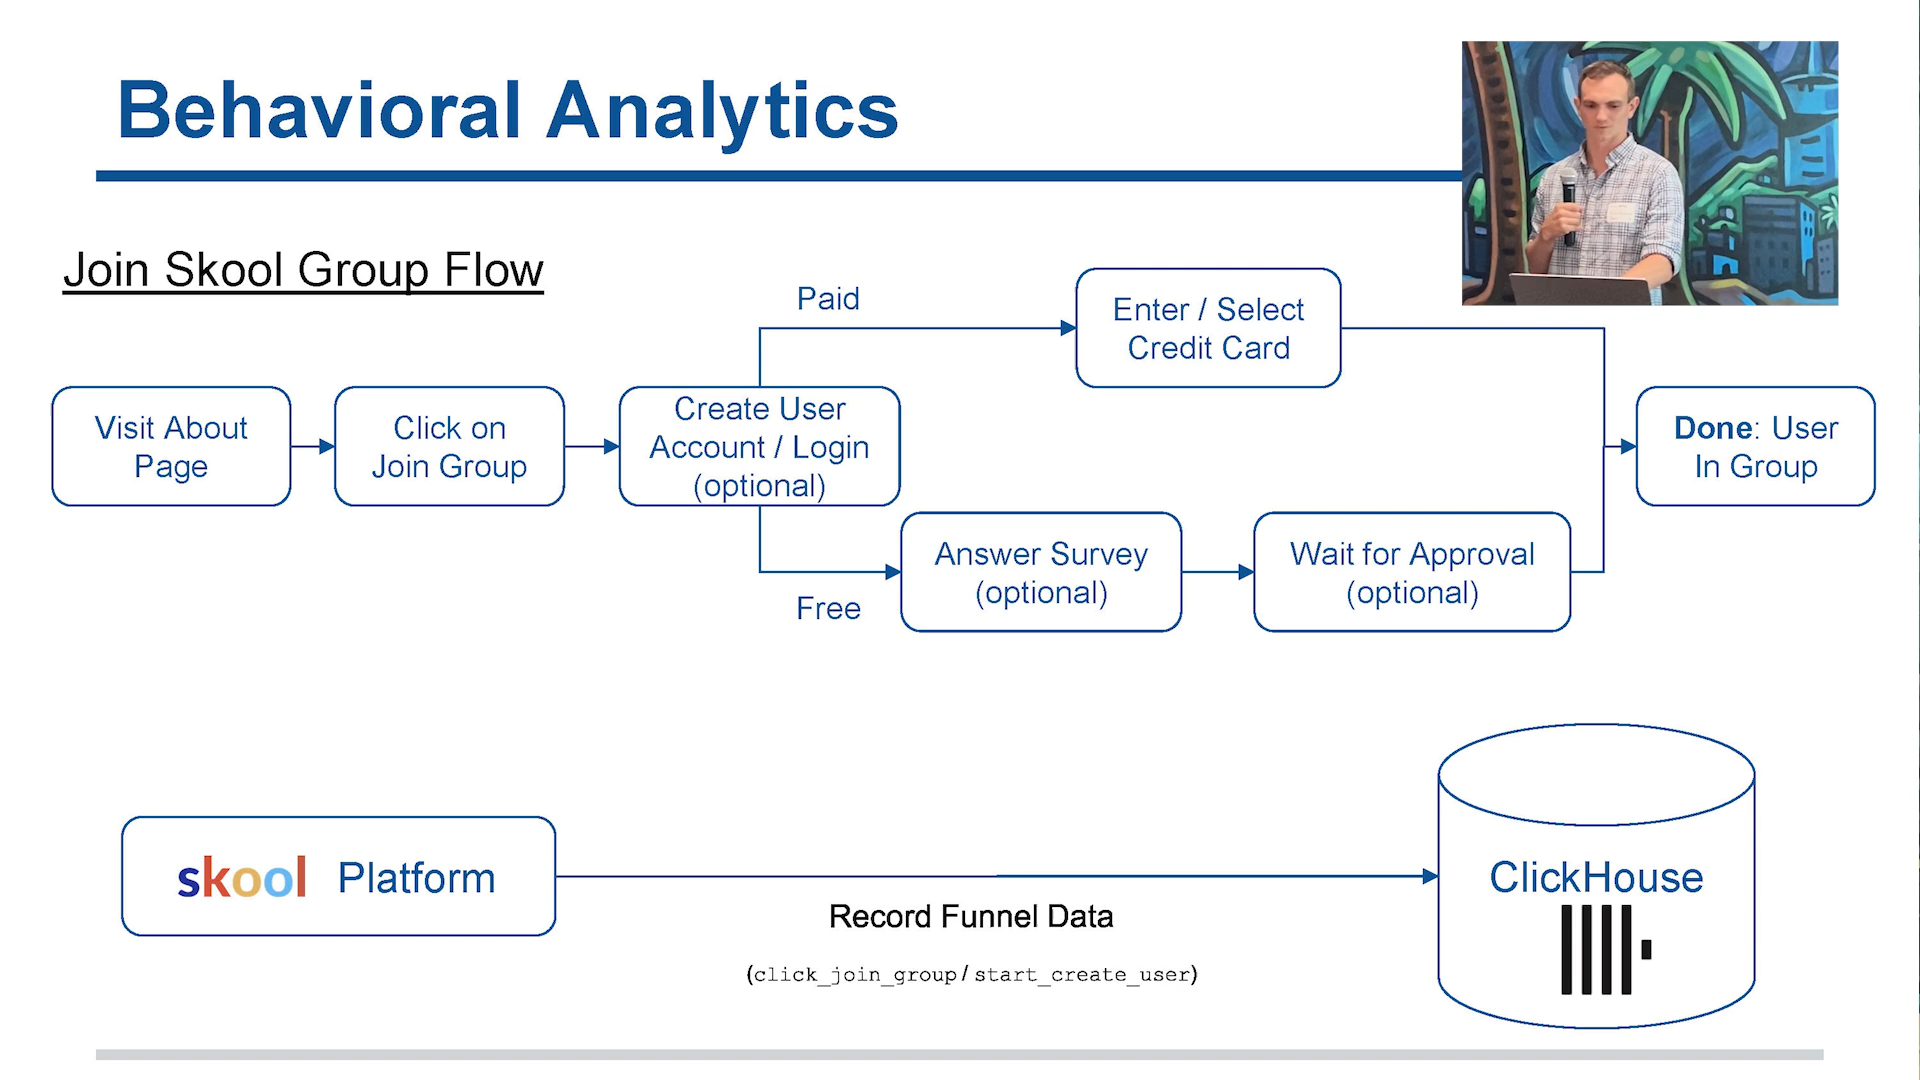 Behavioral Analytics
Join Skool Group Flow
Visit About
Page
Click on
Join Group
Create User
Account / Login
(optional)
Paid
Enter / Select
Credit Card
Free
Answer Survey
(optional)
Wait for Approval
(optional)
Done: User
In Group
skool Platform
Record Funnel Data
(click_join_group / start_create_user)
ClickHouse